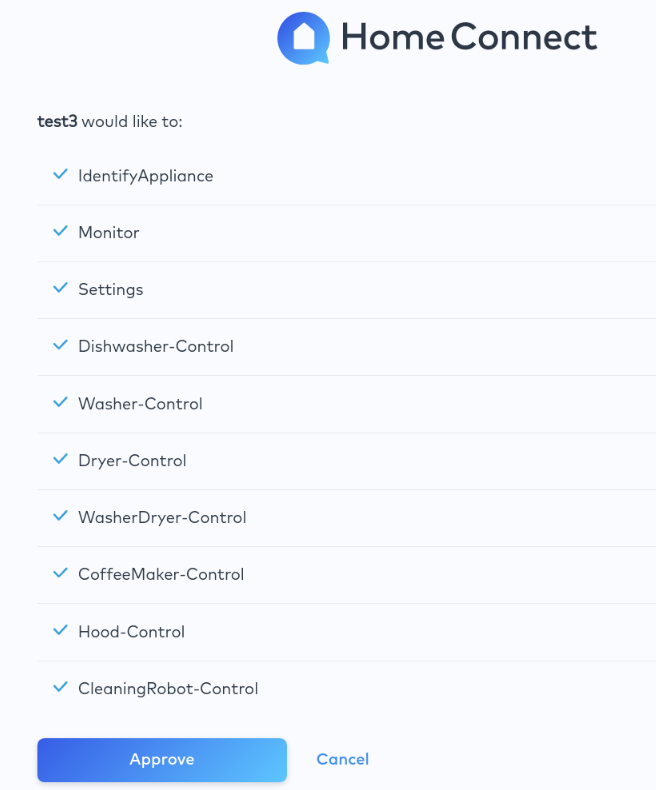 Home Connect
test3 would like to:
IdentifyAppliance
Monitor
Settings
Dishwasher-Control
Washer-Control
Dryer-Control
WasherDryer-Control
CoffeeMaker-Control
Hood-Control
CleaningRobot-Control
Approve Cancel